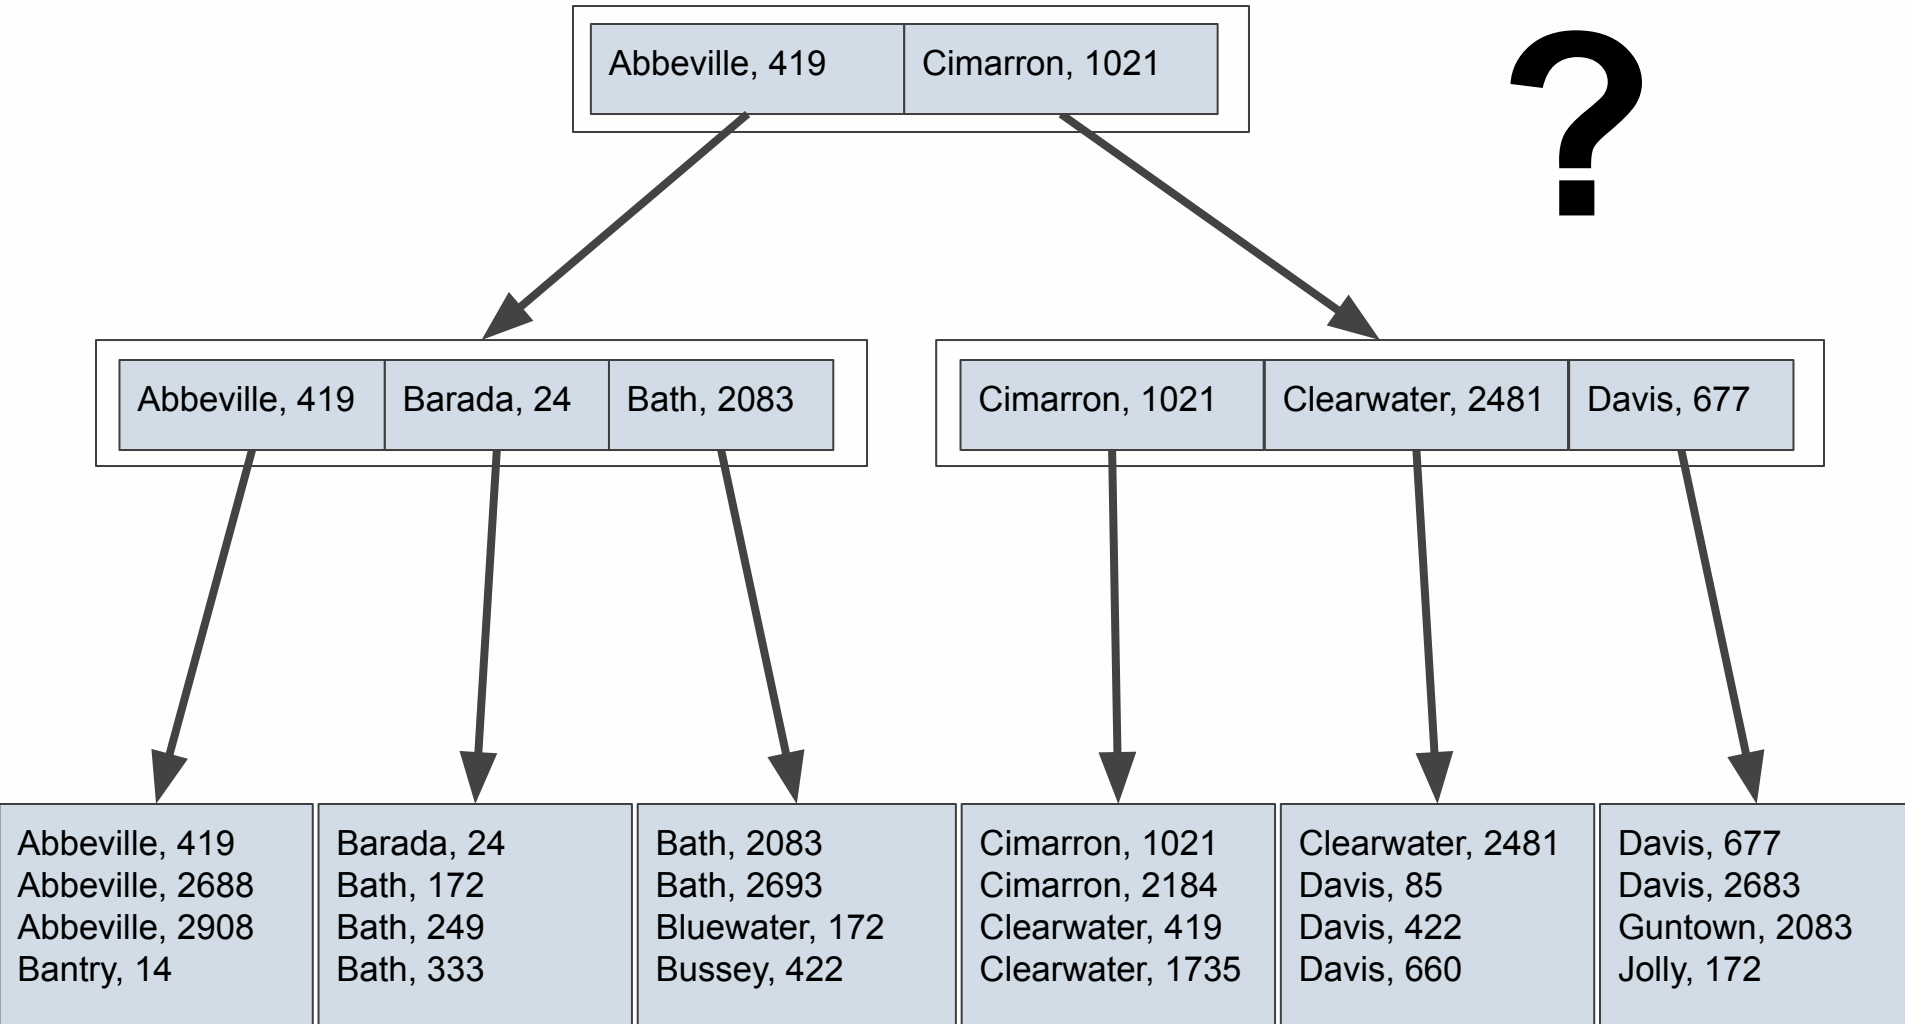 Abbeville, 419
Cimarron, 1021
?
Abbeville, 419
Barada, 24
Bath, 2083
Cimarron, 1021
Clearwater, 2481
Davis, 677
Abbeville, 419
Abbeville, 2688
Abbeville, 2908
Bantry, 14
Barada, 24
Bath, 172
Bath, 249
Bath, 333
Bath, 2083
Bath, 2693
Bluewater, 172
Bussey, 422
Cimarron, 1021
Cimarron, 2184
Clearwater, 419
Clearwater, 1735
Clearwater, 2481
Davis, 85
Davis, 422
Davis, 660
Davis, 677
Davis, 2683
Guntown, 2083
Jolly, 172